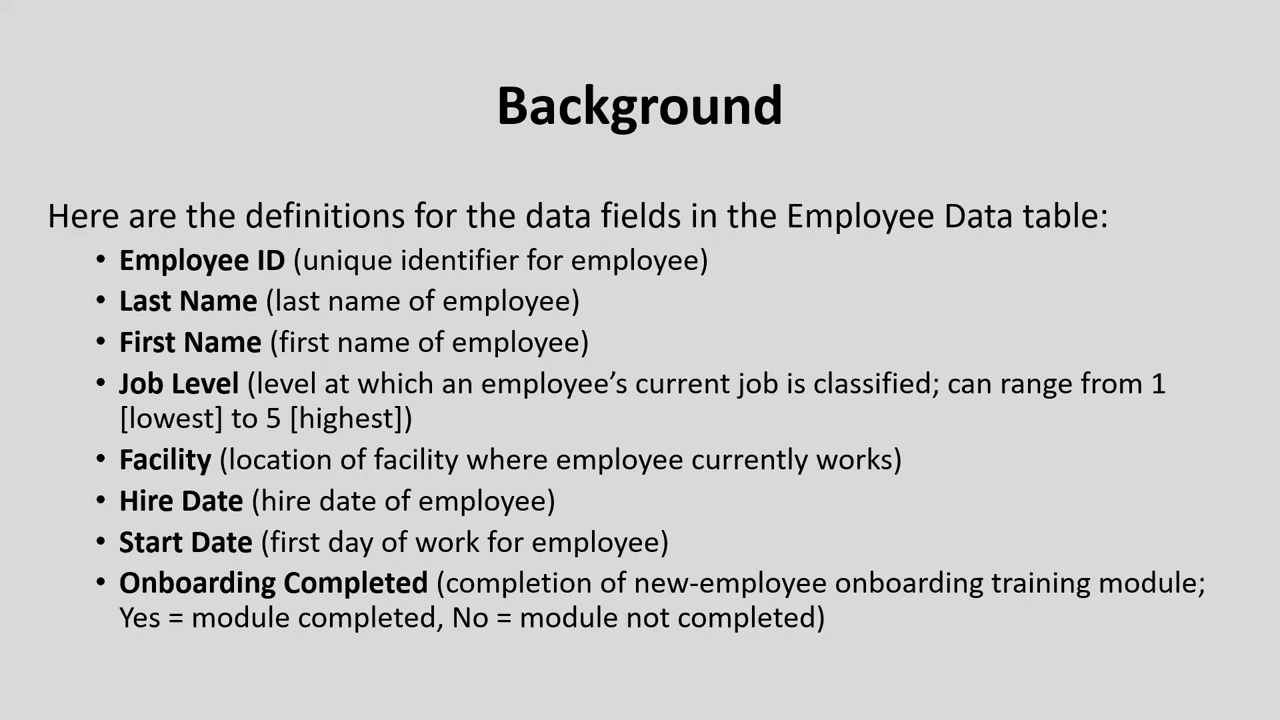 Background
Here are the definitions for the data fields in the Employee Data table:
• Employee ID (unique identifier for employee)
• Last Name (last name of employee)
• First Name (first name of employee)
• Job Level (level at which an employee’s current job is classified; can range from 1
[lowest] to 5 [highest])
• Facility (location of facility where employee currently works)
• Hire Date (hire date of employee)
• Start Date (first day of work for employee)
• Onboarding Completed (completion of new-employee onboarding training module;
Yes = module completed, No = module not completed)